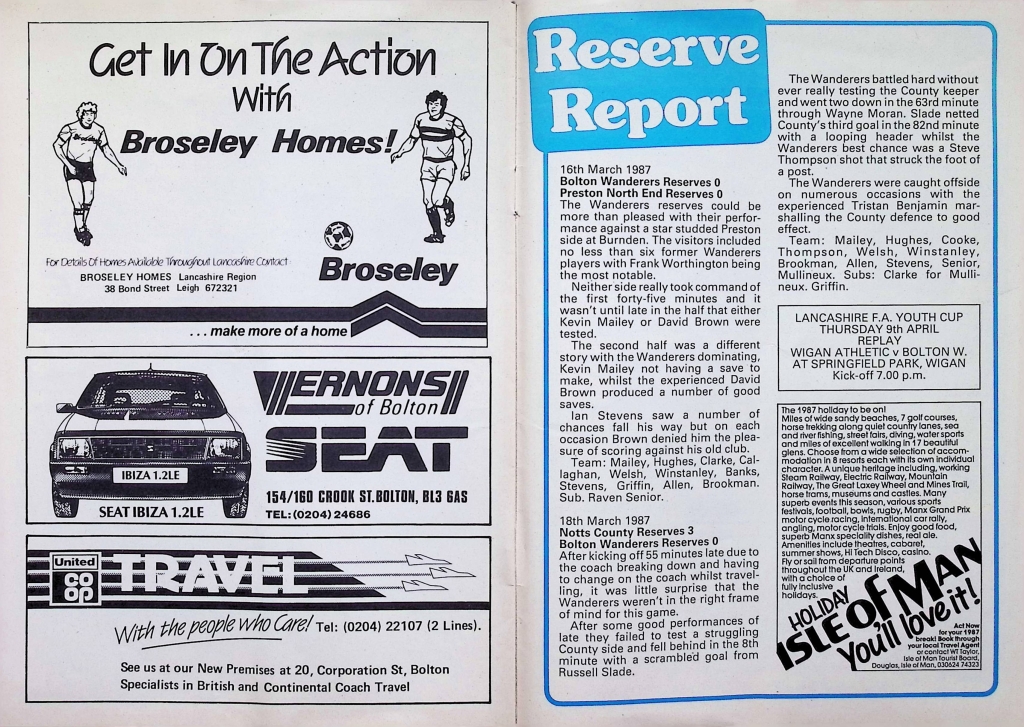 Get In On The Action
With
Broseley Homes!
Broseley
For Details Of Homes Available Throughout Lancashire Contact
BROSELEY HOMES Lancashire Region
38 Bond Street Leigh 672321
Broseley
...make more of a home
VERNONS
of Bolton
SEAT
IBIZA 1.2LE
SEAT IBIZA 1.2LE
154/160 CROOK ST. BOLTON, BL3 6AS
TEL: (0204) 24686
United
CO
OP
TRAVEL
With the people who Care! Tel: (0204) 22107 (2 Lines).
See us at our New Premises at 20, Corporation St, Bolton
Specialists in British and Continental Coach Travel
Reserve
Report
16th March 1987
Bolton Wanderers Reserves 0
Preston North End Reserves 0
The Wanderers reserves could be
more than pleased with their perfor-
mance against a star studded Preston
side at Burnden. The visitors included
no less than six former Wanderers
players with Frank Worthington being
the most notable.
Neither side really took command of
the first forty-five minutes and it
wasn't until late in the half that either
Kevin Mailey or David Brown were
tested.
The second half was a different
story with the Wanderers dominating,
Kevin Mailey not having a save to
make, whilst the experienced David
Brown produced a number of good
saves.
Ian Stevens saw a number of
chances fall his way but on each
occasion Brown denied him the plea-
sure of scoring against his old club.
Team: Mailey, Hughes, Clarke, Cal-
laghan, Welsh, Winstanley, Banks,
Stevens, Griffin, Allen, Brookman.
Sub. Raven Senior.
18th March 1987
Notts County Reserves 3
Bolton Wanderers Reserves 0
After kicking off 55 minutes late due to
the coach breaking down and having
to change on the coach whilst travel-
ling, it was little surprise that the
Wanderers weren't in the right frame
of mind for this game.
After some good performances of
late they failed to test a struggling
County side and fell behind in the 8th
minute with a scrambled goal from
Russell Slade.
The Wanderers battled hard without
ever really testing the County keeper
and went two down in the 63rd minute
through Wayne Moran. Slade netted
County's third goal in the 82nd minute
with a looping header whilst the
Wanderers best chance was a Steve
Thompson shot that struck the foot of
a post.
The Wanderers were caught offside
on numerous occasions with the
experienced Tristan Benjamin mar-
shalling the County defence to good
effect.
Team: Mailey, Hughes, Cooke,
Thompson, Welsh, Winstanley,
Brookman, Allen, Stevens, Senior,
Mullineux. Subs: Clarke for Mulli-
neux. Griffin.
LANCASHIRE F.A. YOUTH CUP
THURSDAY 9th APRIL
REPLAY
WIGAN ATHLETIC v BOLTON W.
AT SPRINGFIELD PARK, WIGAN
Kick-off 7.00 p.m.
The 1987 holiday to be on!
Miles of wide sandy beaches, 7 golf courses,
horse trekking along quiet country lanes, sea
and river fishing, street fairs, diving, water sports
and miles of excellent walking in 17 beautiful
glens. Choose from a wide selection of accom-
modation in 8 resorts each with its own individual
character. A unique heritage including, working
Steam Railway, Electric Railway, Mountain
Railway, The Great Laxey Wheel and Mines Trail,
horse trams, museums and castles. Many
superb events this season, various sports
festivals, football, bowls, rugby, Manx Grand Prix
motor cycle racing, international car rally,
angling, motor cycle trials. Enjoy good food,
superb Manx speciality dishes, real ale.
Amenities include theatres, cabaret,
summer shows, Hi Tech Disco, casino.
Fly or sail from departure points
throughout the UK and Ireland,
with a choice of
fully inclusive
holidays.
HOLIDAY
ISLE OF MAN
You'll love it!
Act Now
for your 1987
break! Book through
your local Travel Agent
or contact WT Taylor,
Isle of Man Tourist Board,
Douglas, Isle of Man, 030624 74323